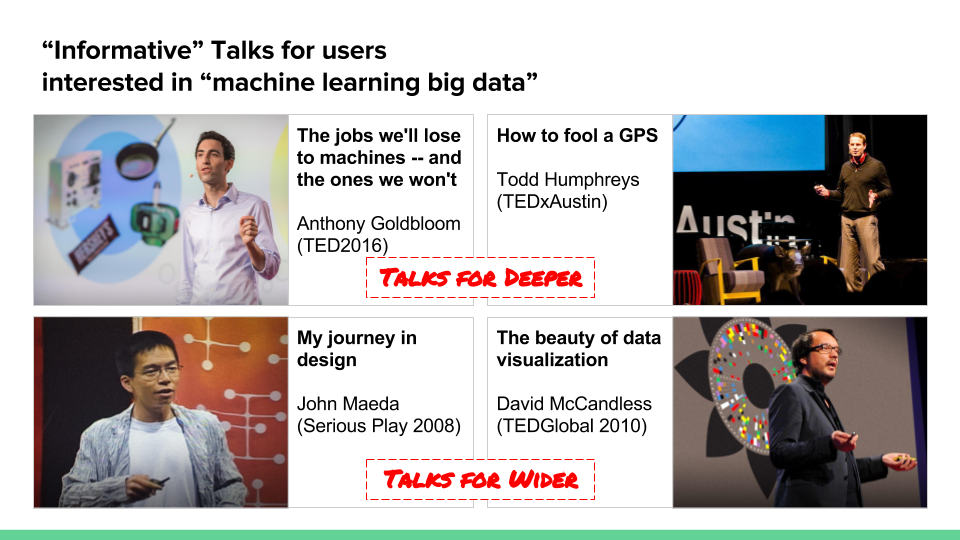 “Informative” Talks for users
interested in “machine learning big data”
The jobs we'll lose
to machines -- and
the ones we won't
Anthony Goldbloom
(TED2016)
How to fool a GPS
Todd Humphreys
(TEDxAustin)
HERSHEY'S
Austin
Talks for Deeper
My journey in
design
John Maeda
(Serious Play 2008)
The beauty of data
visualization
David McCandless
(TEDGlobal 2010)
Talks for Wider